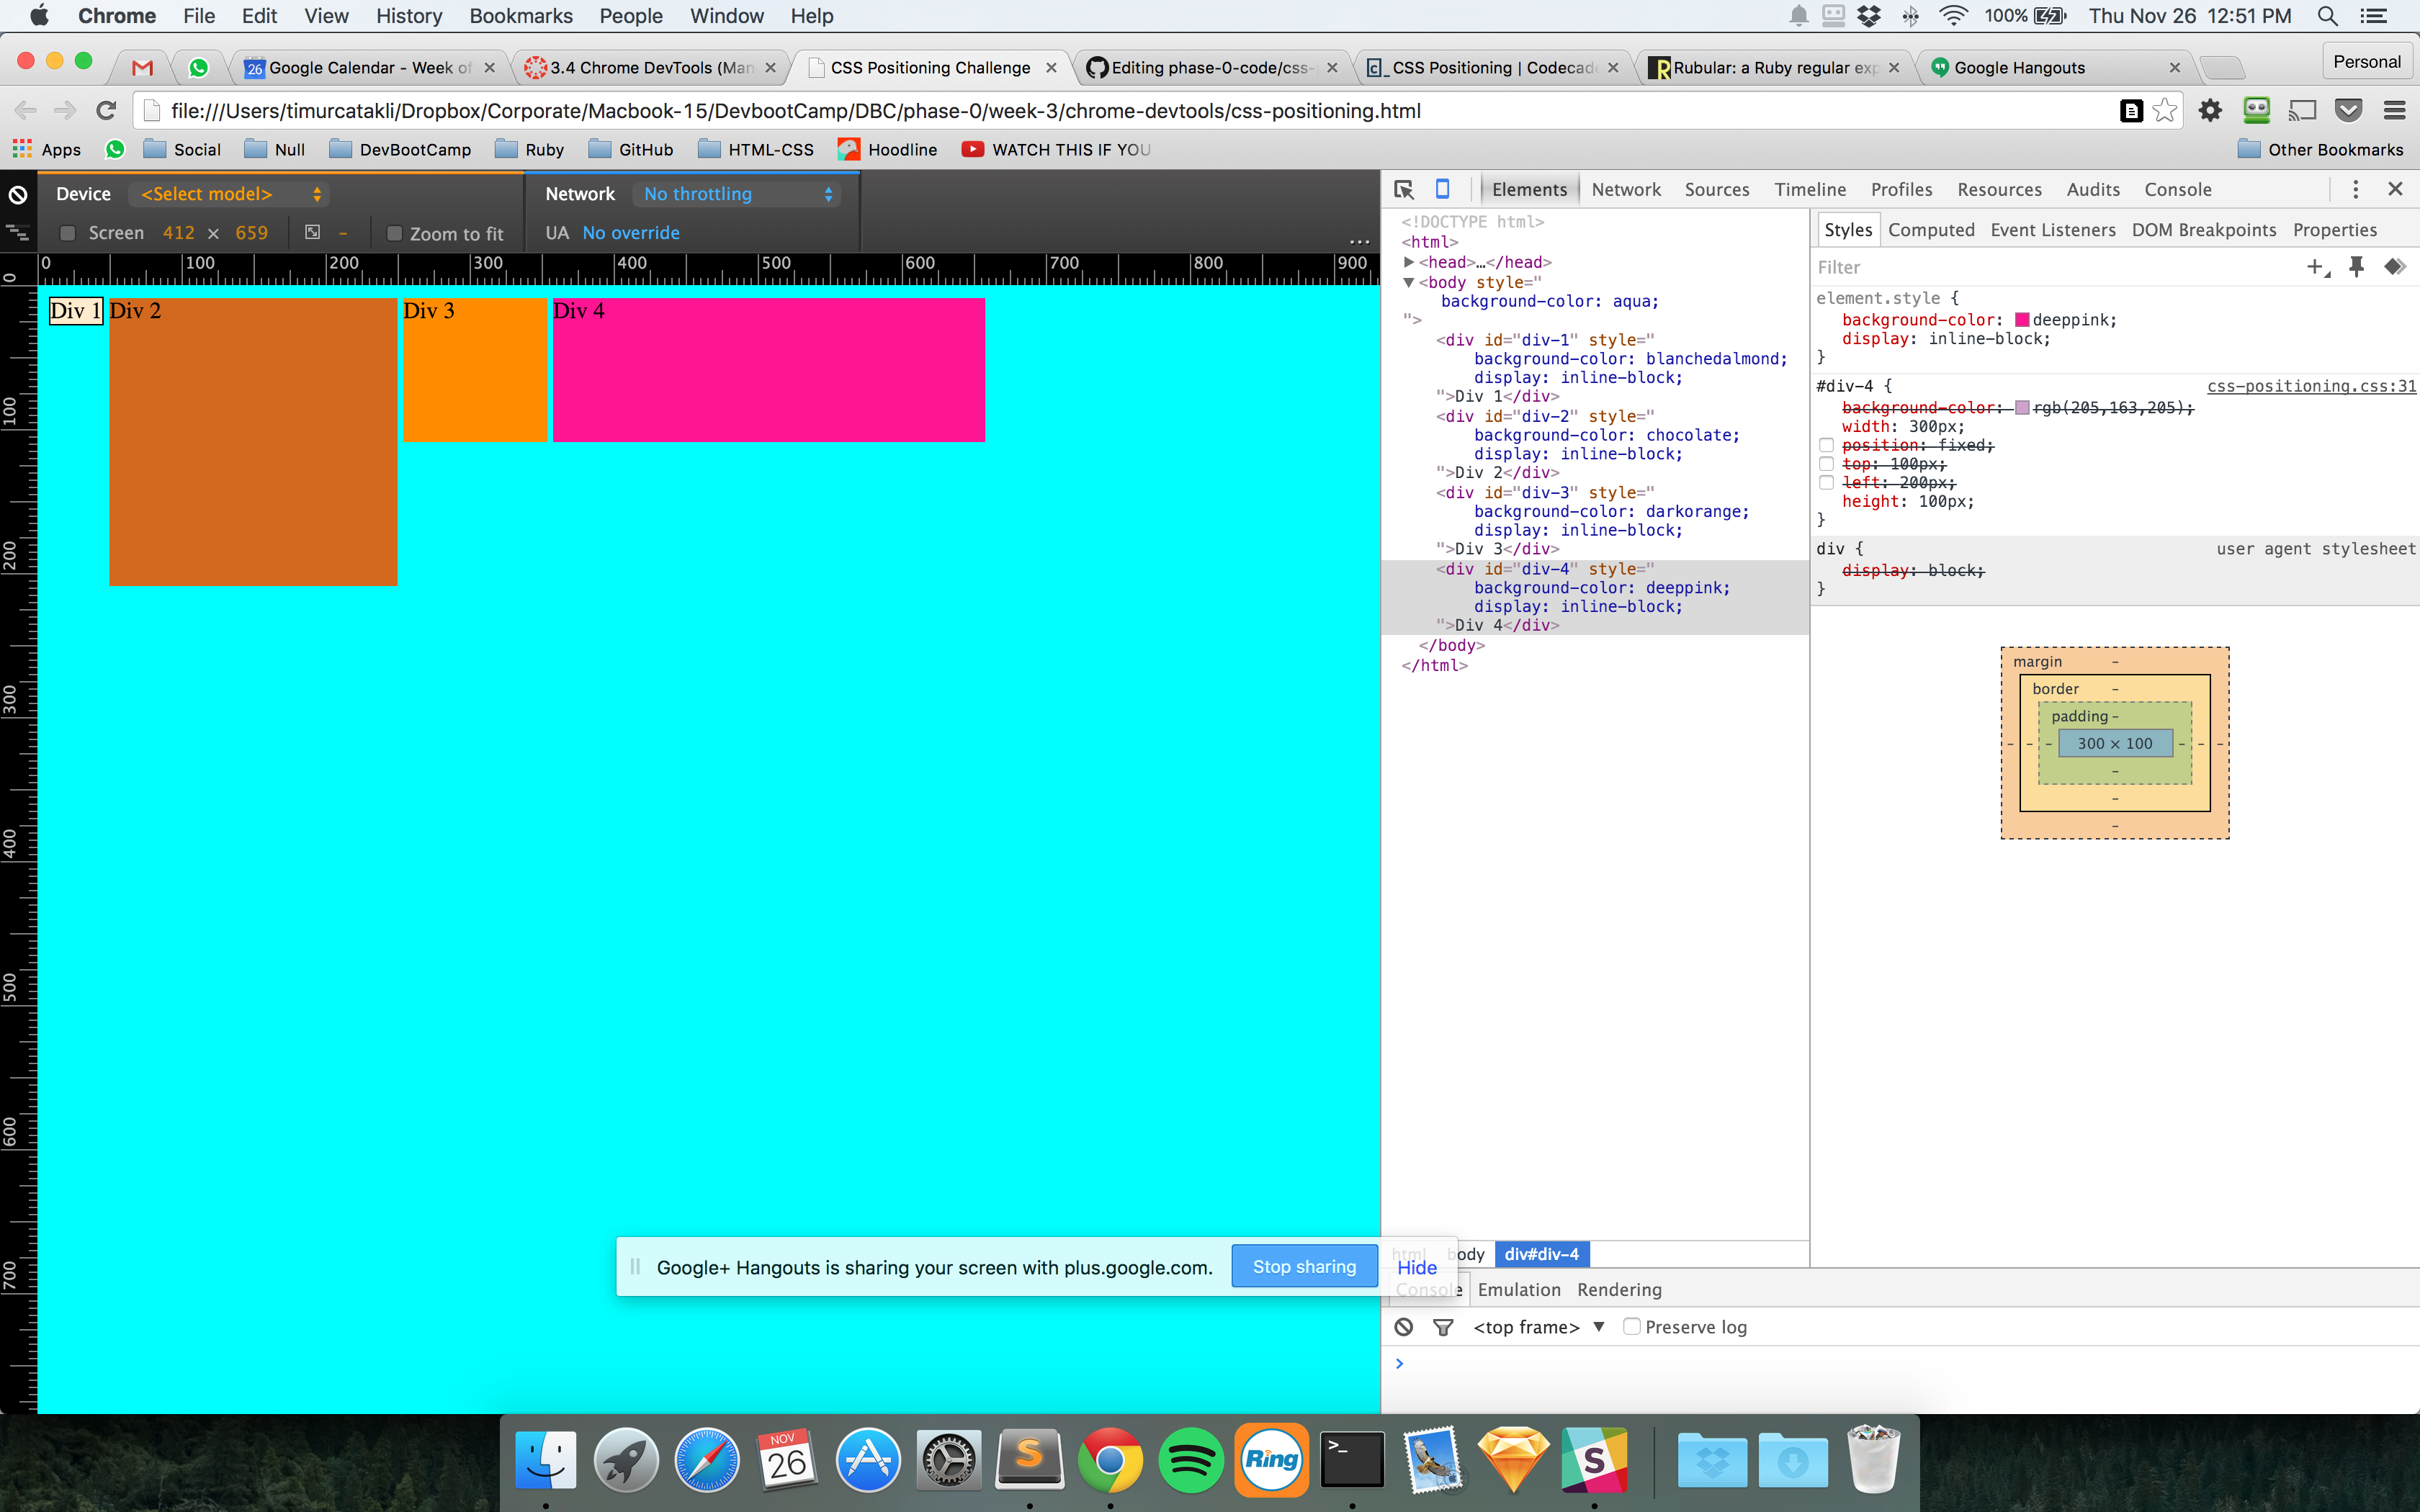 Chrome File Edit View History Bookmarks People Window Help 100% Thu Nov 26 12:51 PM
26 Google Calendar - Week of 3.4 Chrome DevTools (Man CSS Positioning Challenge Editing phase-0-code/css- CSS Positioning | Codecad Rubular: a Ruby regular exp Google Hangouts Personal
file:///Users/timurcatakli/Dropbox/Corporate/Macbook-15/DevbootCamp/DBC/phase-0/week-3/chrome-devtools/css-positioning.html
Apps Social Null DevBootCamp Ruby GitHub HTML-CSS Hoodline WATCH THIS IF YOU Other Bookmarks
Device <Select model> Network No throttling
Screen 412 × 659 – Zoom to fit UA No override ...
0 100 200 300 400 500 600 700 800 900
0
100
200
300
400
500
600
700
Div 1 Div 2 Div 3 Div 4
Elements Network Sources Timeline Profiles Resources Audits Console
<!DOCTYPE html>
<html>
▶<head>…</head>
▼<body style="
background-color: aqua;
">
<div id="div-1" style="
background-color: blanchedalmond;
display: inline-block;
">Div 1</div>
<div id="div-2" style="
background-color: chocolate;
display: inline-block;
">Div 2</div>
<div id="div-3" style="
background-color: darkorange;
display: inline-block;
">Div 3</div>
<div id="div-4" style="
background-color: deeppink;
display: inline-block;
">Div 4</div>
</body>
</html>
Styles Computed Event Listeners DOM Breakpoints Properties
Filter
element.style {
background-color: deeppink;
display: inline-block;
}
#div-4 { css-positioning.css:31
background-color: rgb(205,163,205);
width: 300px;
position: fixed;
top: 100px;
left: 200px;
height: 100px;
}
div { user agent stylesheet
display: block;
}
margin –
border –
padding –
– – – 300 × 100 – – –
–
–
–
html body div#div-4
Google+ Hangouts is sharing your screen with plus.google.com. Stop sharing Hide
Console Emulation Rendering
<top frame> ▼ Preserve log
>
NOV
26
S
Ring
>_
S